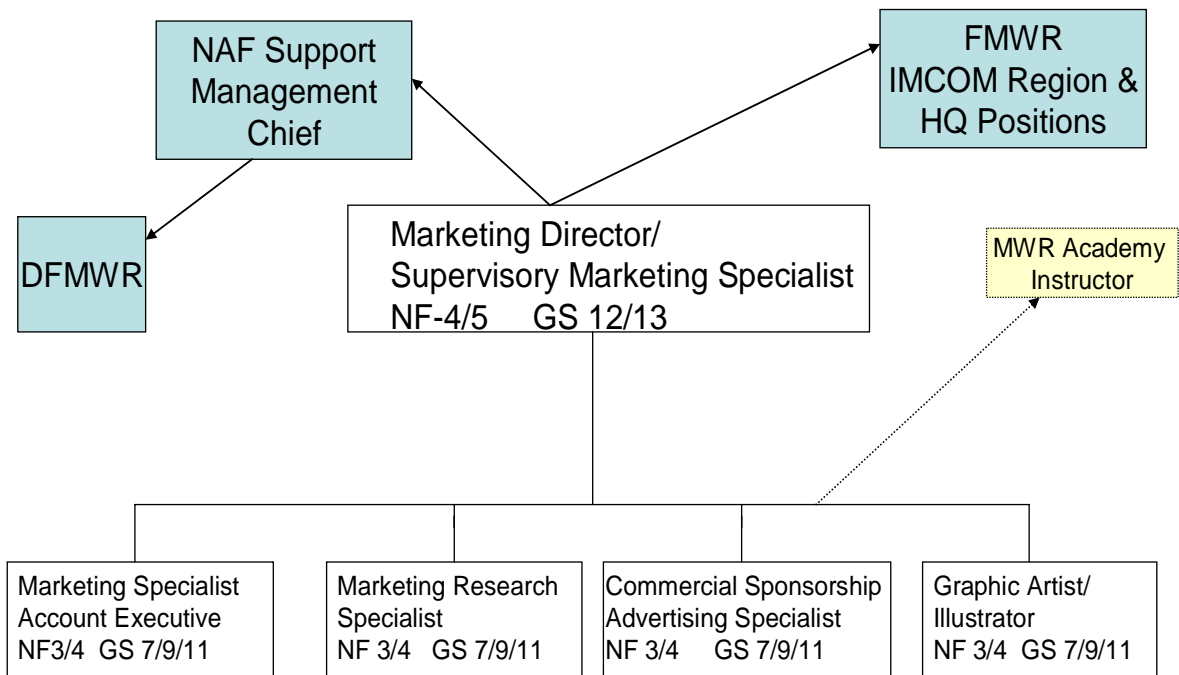 NAF Support
Management
Chief
FMWR
IMCOM Region &
HQ Positions
DFMWR
Marketing Director/
Supervisory Marketing Specialist
NF-4/5 GS 12/13
MWR Academy
Instructor
Marketing Specialist
Account Executive
NF3/4 GS 7/9/11
Marketing Research
Specialist
NF 3/4 GS 7/9/11
Commercial Sponsorship
Advertising Specialist
NF 3/4 GS 7/9/11
Graphic Artist/
Illustrator
NF 3/4 GS 7/9/11